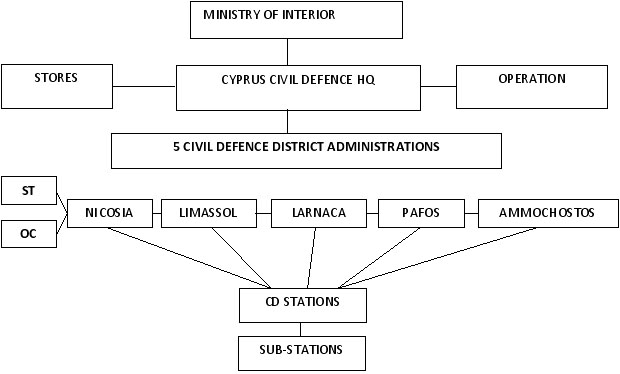 MINISTRY OF INTERIOR
STORES
CYPRUS CIVIL DEFENCE HQ
OPERATION
5 CIVIL DEFENCE DISTRICT ADMINISTRATIONS
ST
OC
NICOSIA
LIMASSOL
LARNACA
PAFOS
AMMOCHOSTOS
CD STATIONS
SUB-STATIONS